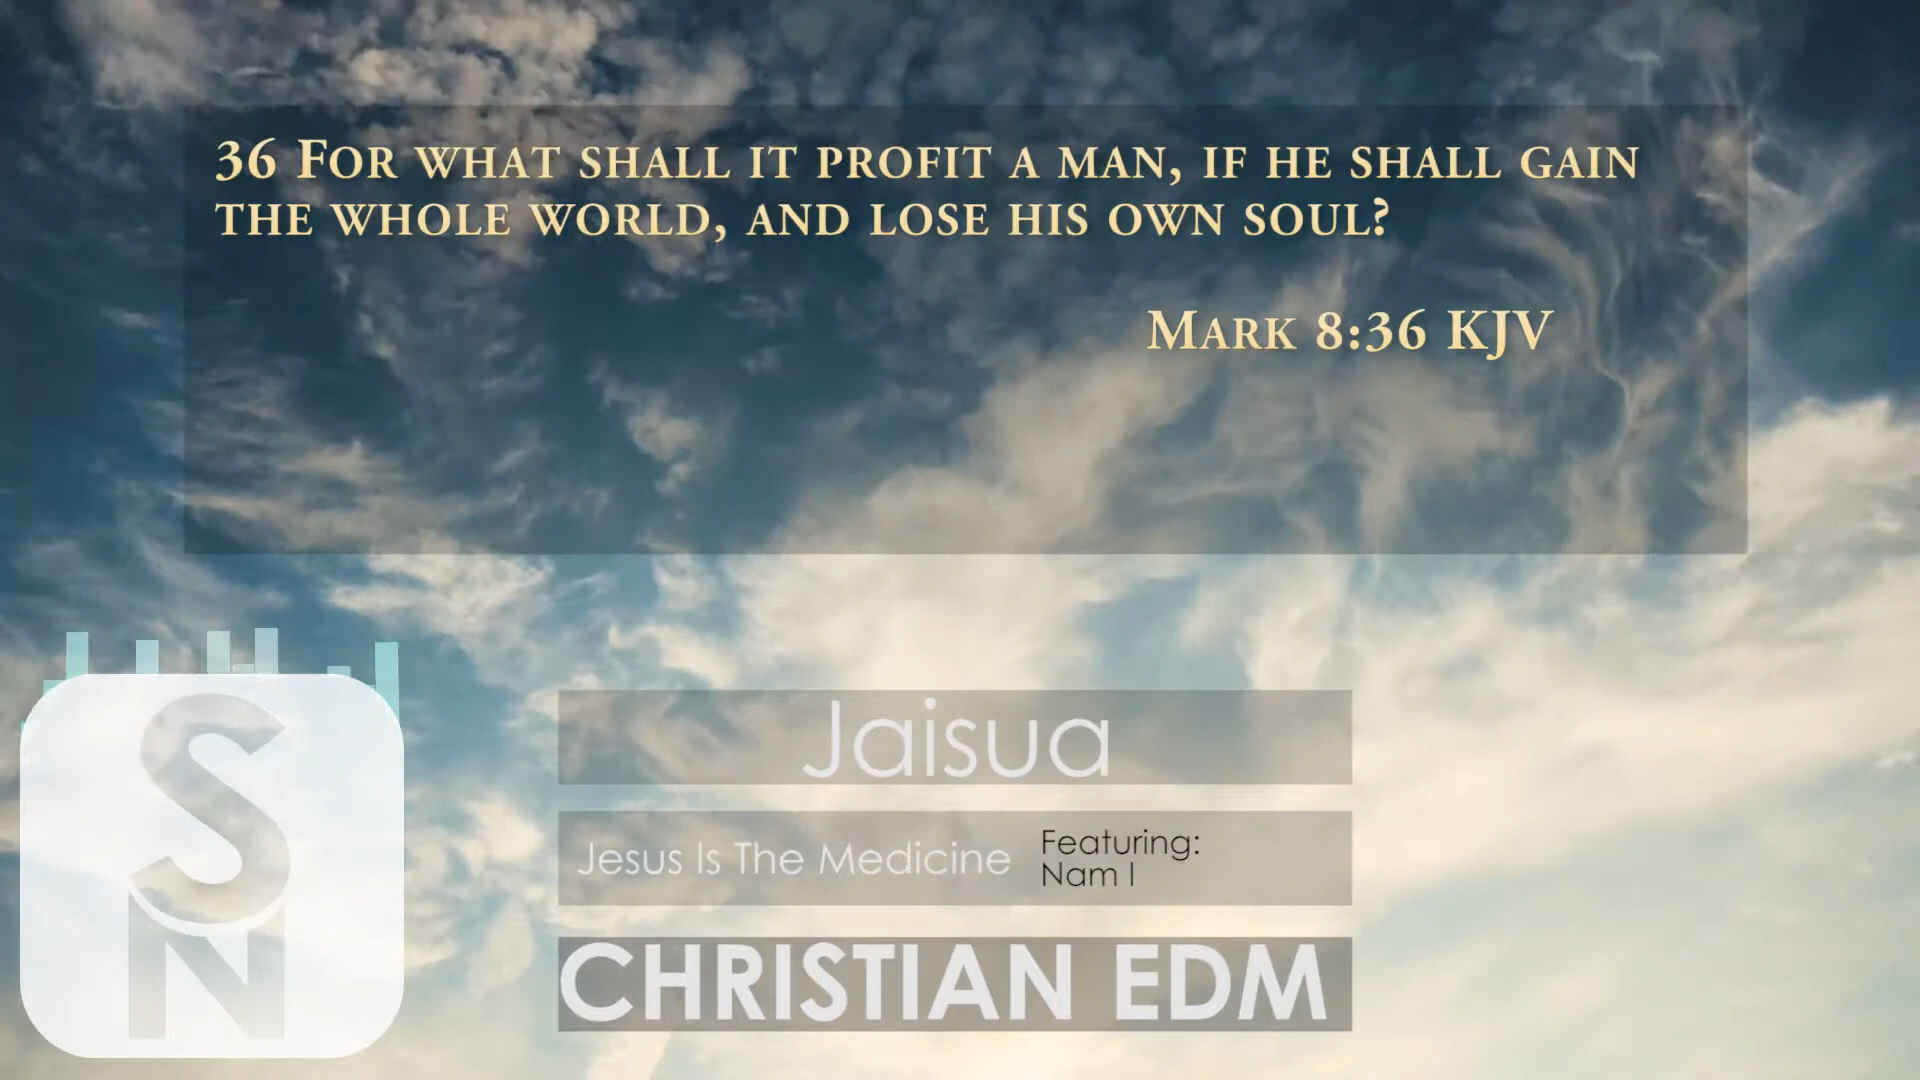 36 For what shall it profit a man, if he shall gain
the whole world, and lose his own soul?
Mark 8:36 KJV
SN
Jaisua
Jesus Is The Medicine
Featuring:
Nam I
CHRISTIAN EDM